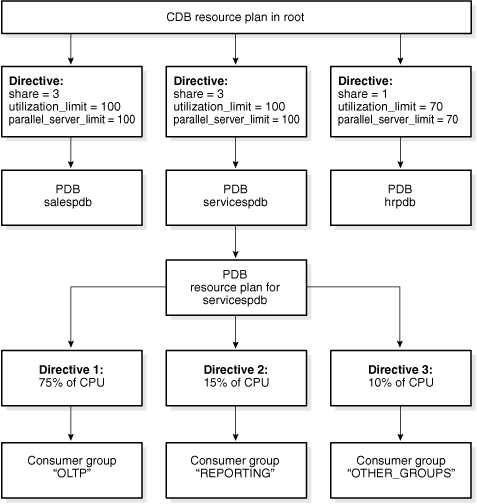 CDB resource plan in root
Directive:
share = 3
utilization_limit = 100
parallel_server_limit = 100
Directive:
share = 3
utilization_limit = 100
parallel_server_limit = 100
Directive:
share = 1
utilization_limit = 70
parallel_server_limit = 70
PDB
salespdb
PDB
servicespdb
PDB
hrpdb
PDB
resource plan for
servicespdb
Directive 1:
75% of CPU
Directive 2:
15% of CPU
Directive 3:
10% of CPU
Consumer group
“OLTP”
Consumer group
“REPORTING”
Consumer group
“OTHER_GROUPS”